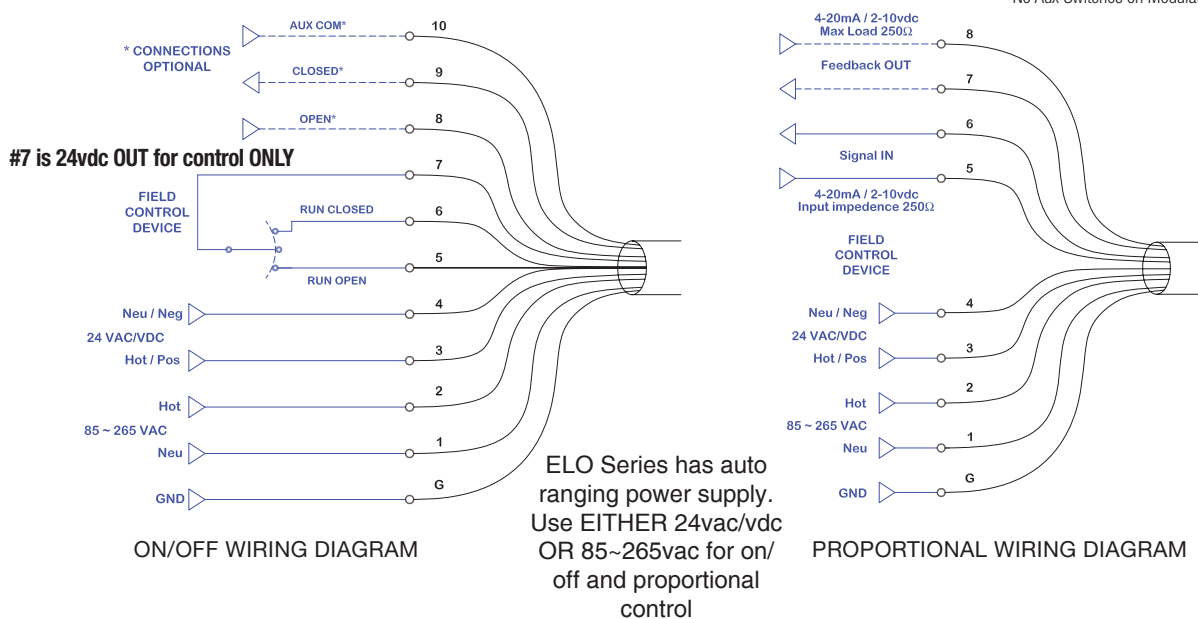 No Aux Switches on Modula
AUX COM*
10
* CONNECTIONS
OPTIONAL
CLOSED*
9
OPEN*
8
#7 is 24vdc OUT for control ONLY
7
FIELD
CONTROL
DEVICE
RUN CLOSED
6
5
RUN OPEN
Neu / Neg
4
24 VAC/VDC
Hot / Pos
3
Hot
2
85 ~ 265 VAC
Neu
1
GND
G
ON/OFF WIRING DIAGRAM
ELO Series has auto
ranging power supply.
Use EITHER 24vac/vdc
OR 85~265vac for on/
off and proportional
control
4-20mA / 2-10vdc
Max Load 250Ω
8
Feedback OUT
7
6
Signal IN
5
4-20mA / 2-10vdc
Input impedence 250Ω
FIELD
CONTROL
DEVICE
Neu / Neg
4
24 VAC/VDC
Hot / Pos
3
Hot
2
85 ~ 265 VAC
Neu
1
GND
G
PROPORTIONAL WIRING DIAGRAM